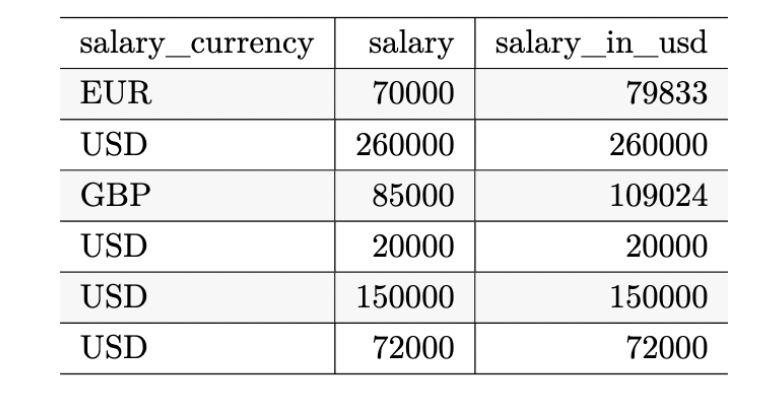 salary_currency salary salary_in_usd
EUR 70000 79833
USD 260000 260000
GBP 85000 109024
USD 20000 20000
USD 150000 150000
USD 72000 72000